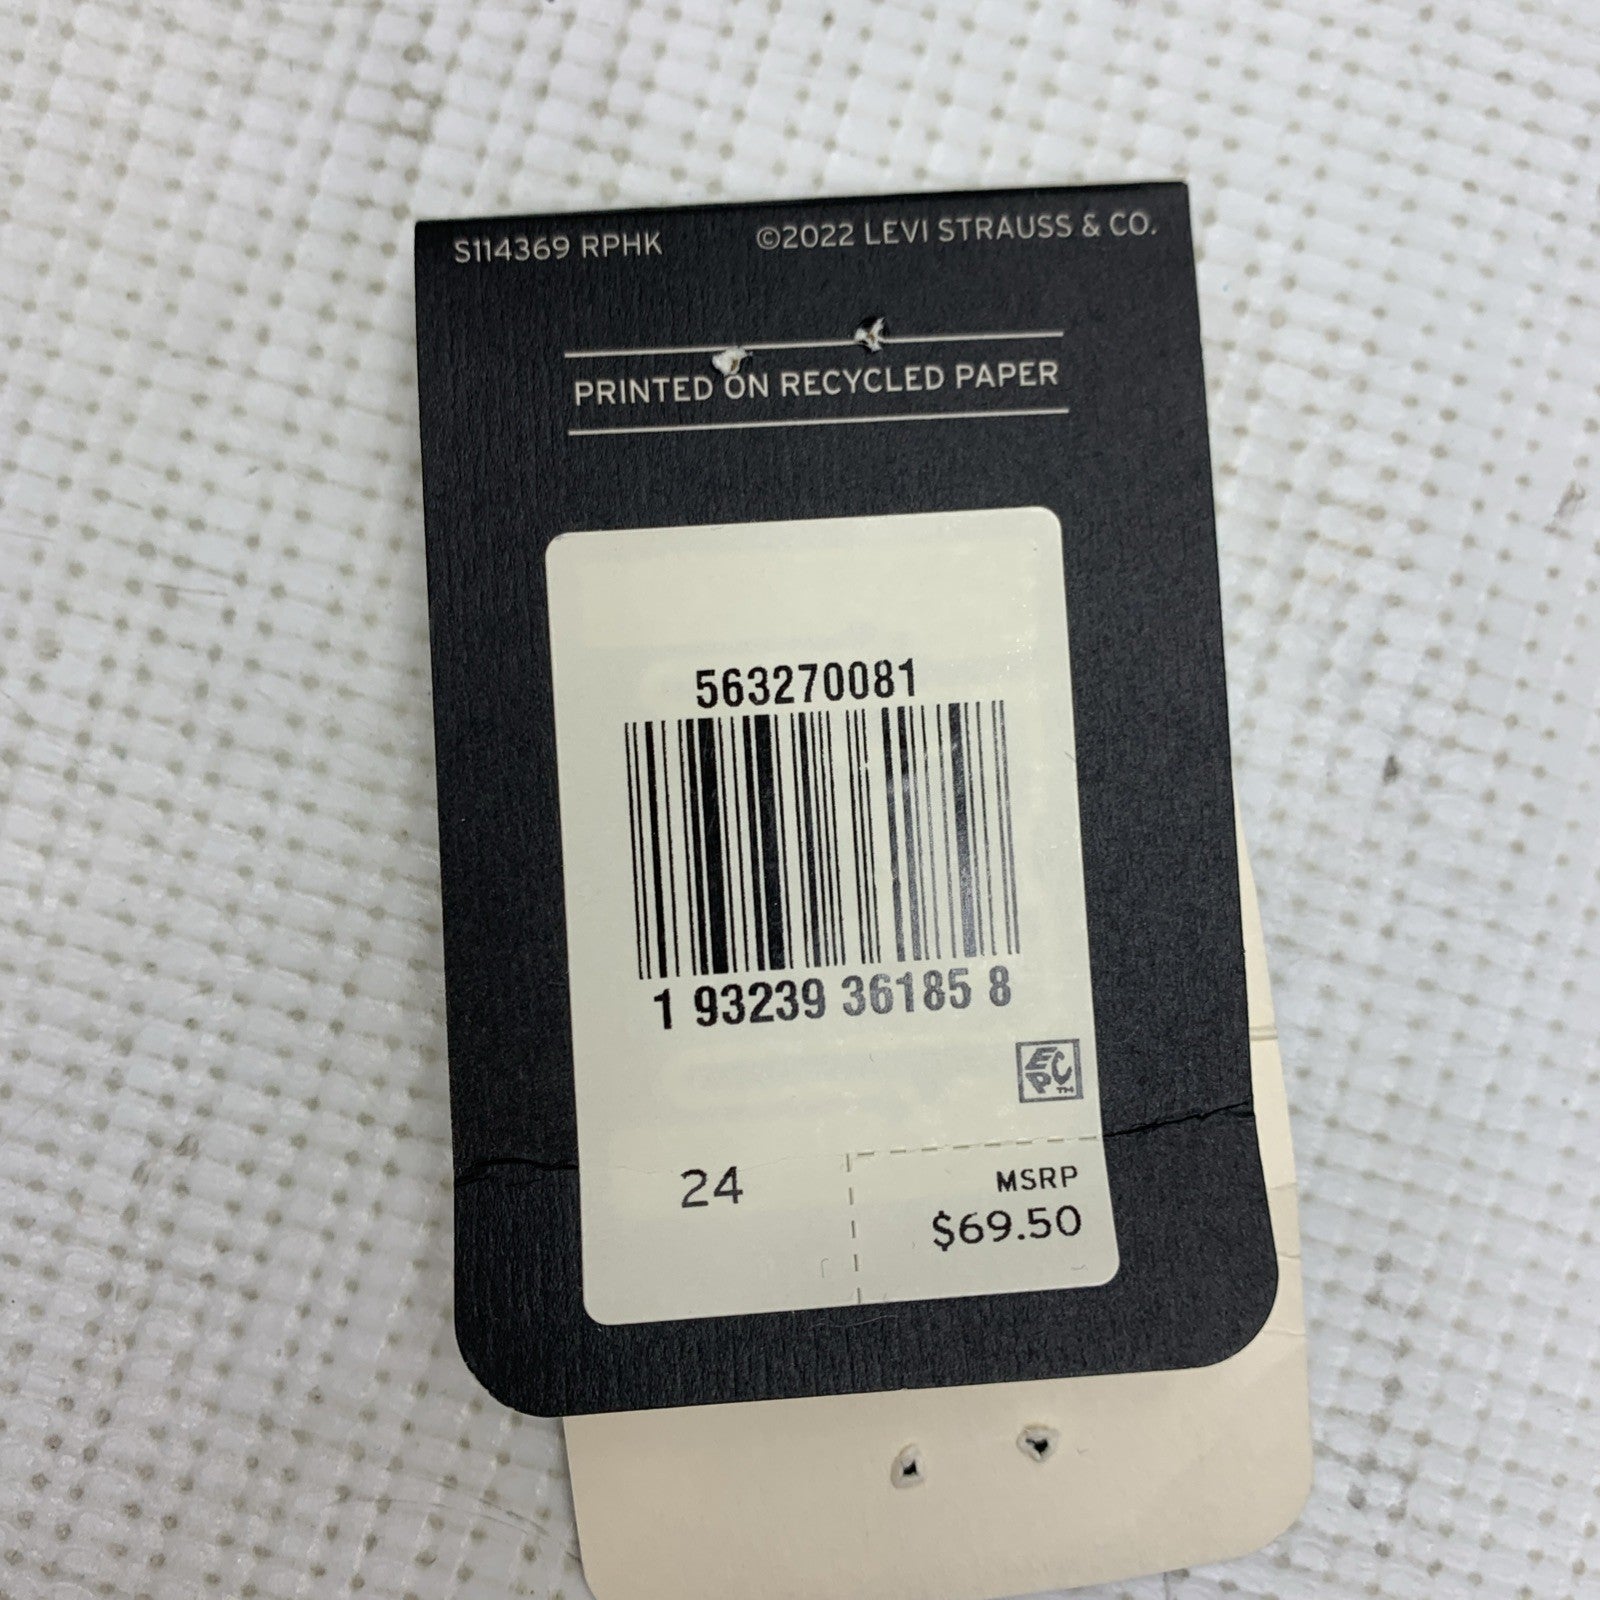 S114369 RPHK ©2022 LEVI STRAUSS & CO.
PRINTED ON RECYCLED PAPER
563270081
1 93239 36185 8
EPC™
24
MSRP
$69.50